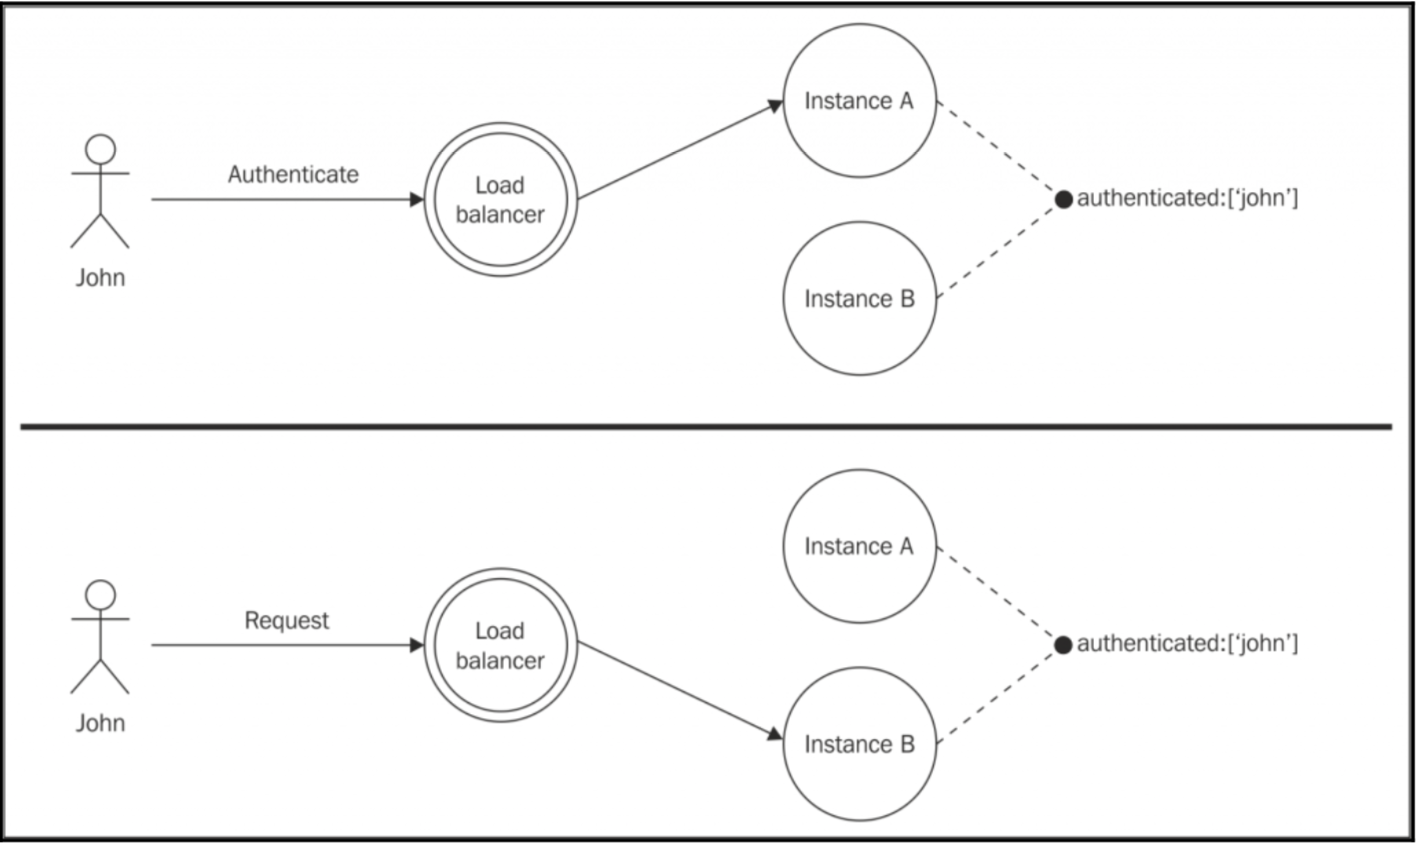 Authenticate
Load
balancer
Instance A
Instance B
authenticated:[‘john’]
John
Request
Load
balancer
Instance A
Instance B
authenticated:[‘john’]
John